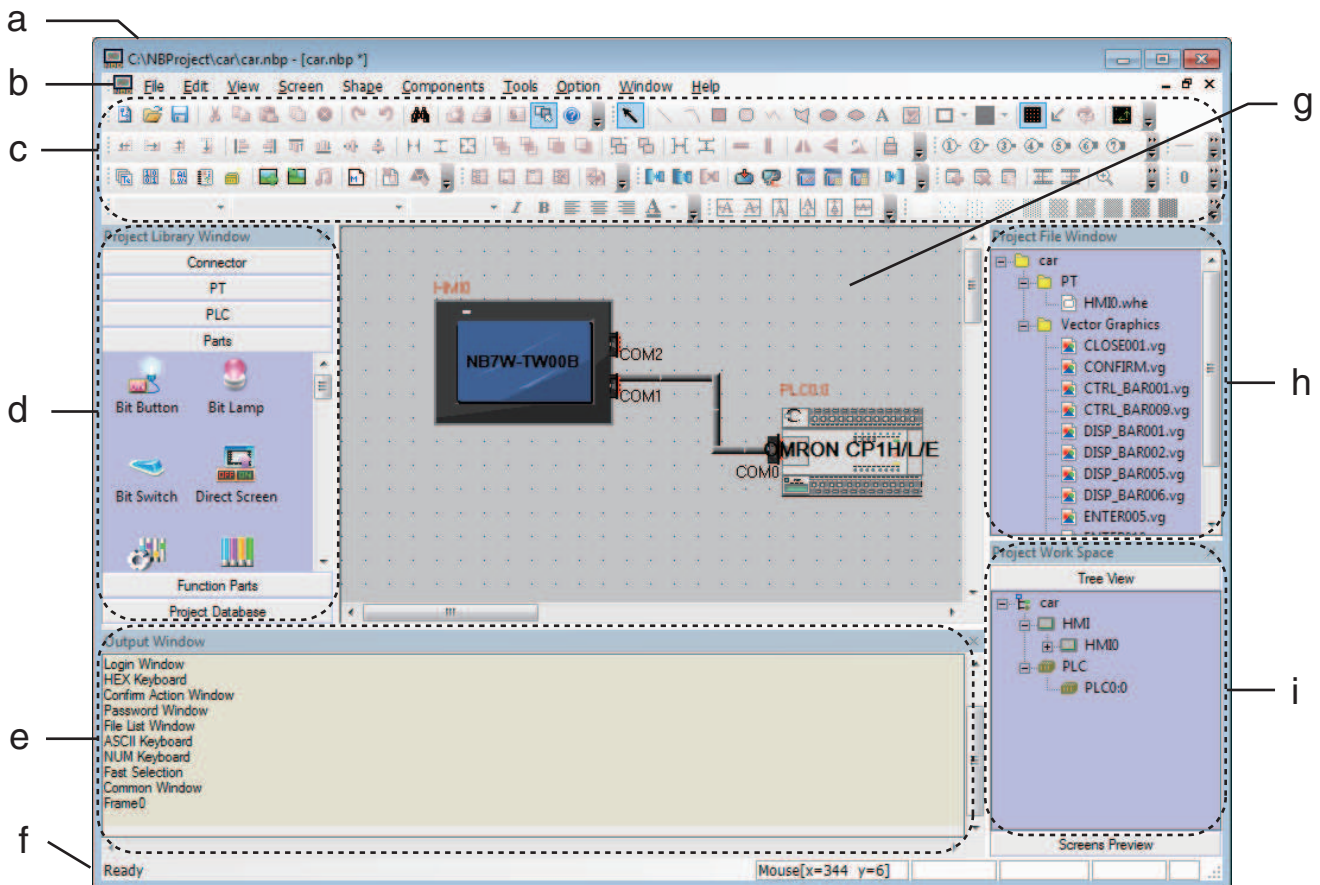 a
C:\NBProject\car\car.nbp - [car.nbp *]
b
File Edit View Screen Shape Components Tools Option Window Help
c
g
Project Library Window
Connector
PT
PLC
Parts
Bit Button Bit Lamp
Bit Switch Direct Screen
Function Parts
Project Database
d
HMI0
NB7W-TW00B
COM2
COM1
PLC0:0
OMRON CP1H/L/E
COM0
Project File Window
car
PT
HMI0.whe
Vector Graphics
CLOSE001.vg
CONFIRM.vg
CTRL_BAR001.vg
CTRL_BAR009.vg
DISP_BAR001.vg
DISP_BAR002.vg
DISP_BAR005.vg
DISP_BAR006.vg
ENTER005.vg
h
Project Work Space
Tree View
car
HMI
HMI0
PLC
PLC0:0
Screens Preview
i
Output Window
Login Window
HEX Keyboard
Confirm Action Window
Password Window
File List Window
ASCII Keyboard
NUM Keyboard
Fast Selection
Common Window
Frame0
e
f
Ready
Mouse[x=344 y=6]